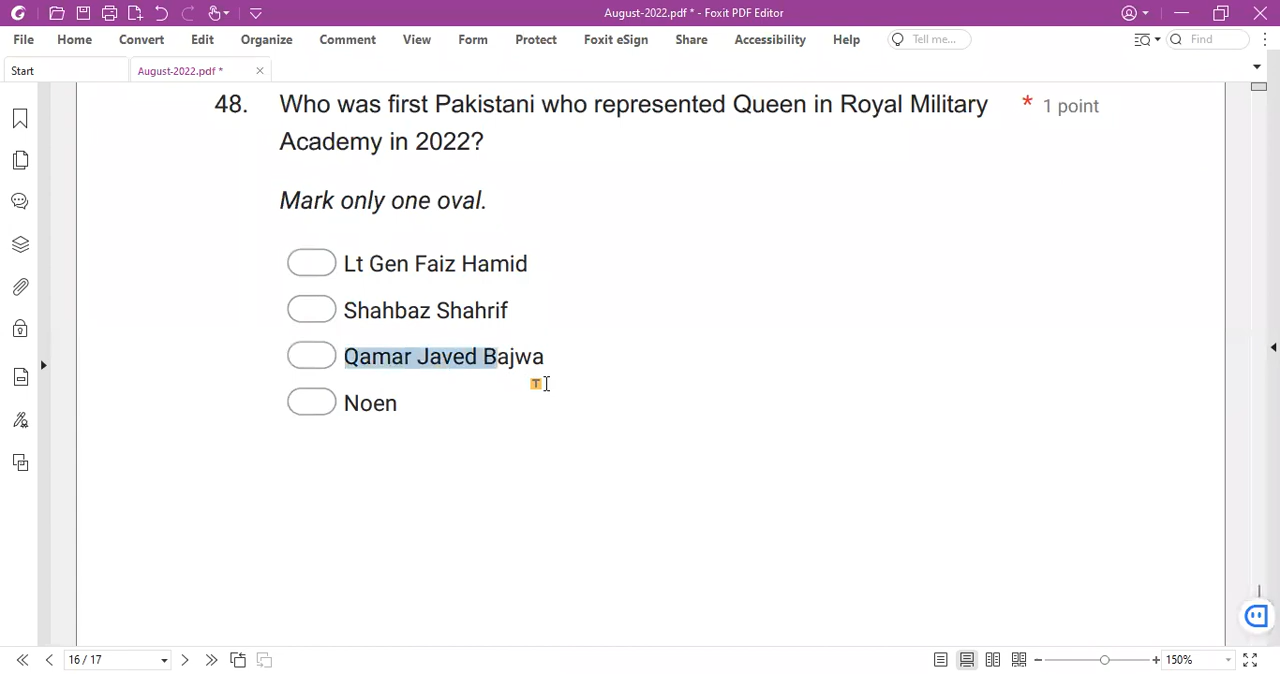 August-2022.pdf * - Foxit PDF Editor
File Home Convert Edit Organize Comment View Form Protect Foxit eSign Share Accessibility Help Tell me... Find
Start August-2022.pdf *
48. Who was first Pakistani who represented Queen in Royal Military * 1 point
Academy in 2022?
Mark only one oval.
Lt Gen Faiz Hamid
Shahbaz Shahrif
Qamar Javed Bajwa
T
Noen
16 / 17 150%